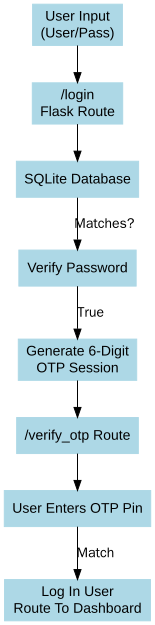 User Input
(User/Pass)
/login
Flask Route
SQLite Database
Matches?
Verify Password
True
Generate 6-Digit
OTP Session
/verify_otp Route
User Enters OTP Pin
Match
Log In User
Route To Dashboard